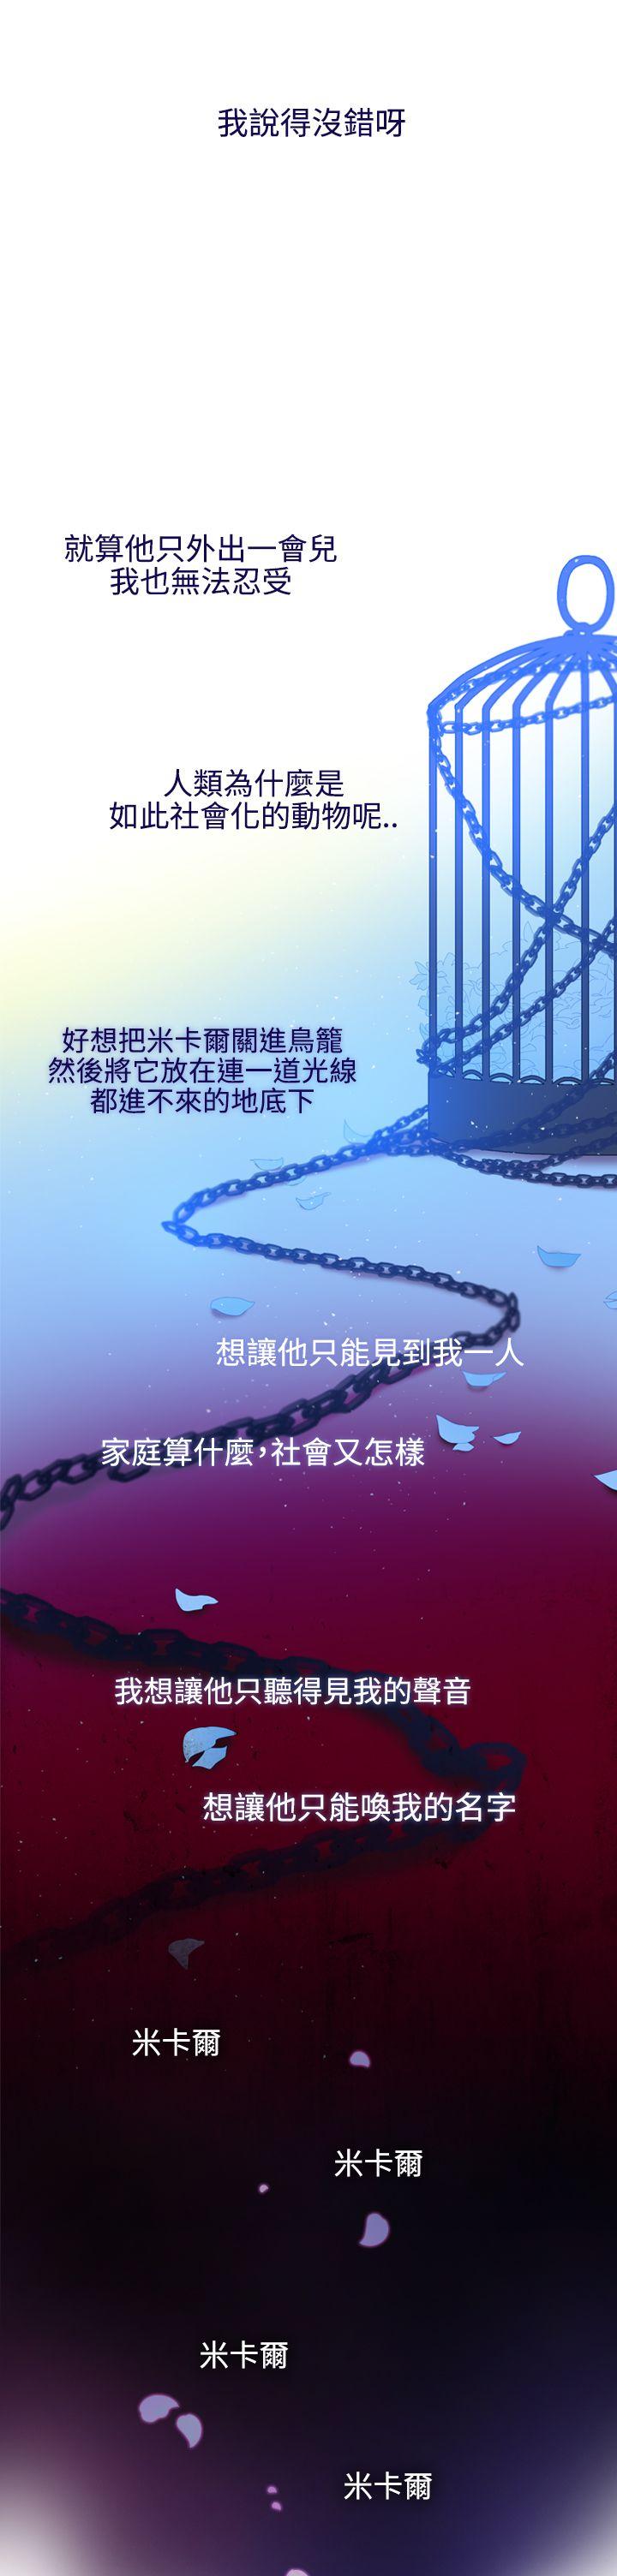 我說得沒錯呀
就算他只外出一會兒
我也無法忍受
人類為什麼是
如此社會化的動物呢..
好想把米卡爾關進鳥籠
然後將它放在連一道光線
都進不來的地底下
想讓他只能見到我一人
家庭算什麼，社會又怎樣
我想讓他只聽得見我的聲音
想讓他只能喚我的名字
米卡爾
米卡爾
米卡爾
米卡爾